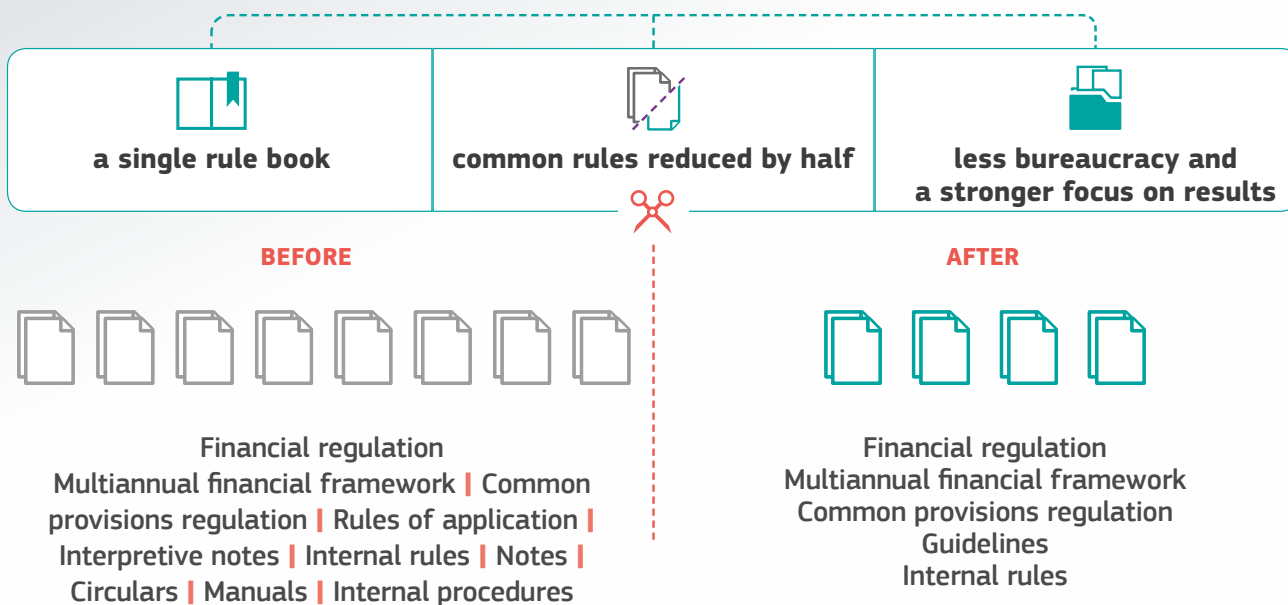 a single rule book
common rules reduced by half
less bureaucracy and
a stronger focus on results
BEFORE
Financial regulation
Multiannual financial framework | Common
provisions regulation | Rules of application |
Interpretive notes | Internal rules | Notes |
Circulars | Manuals | Internal procedures
AFTER
Financial regulation
Multiannual financial framework
Common provisions regulation
Guidelines
Internal rules